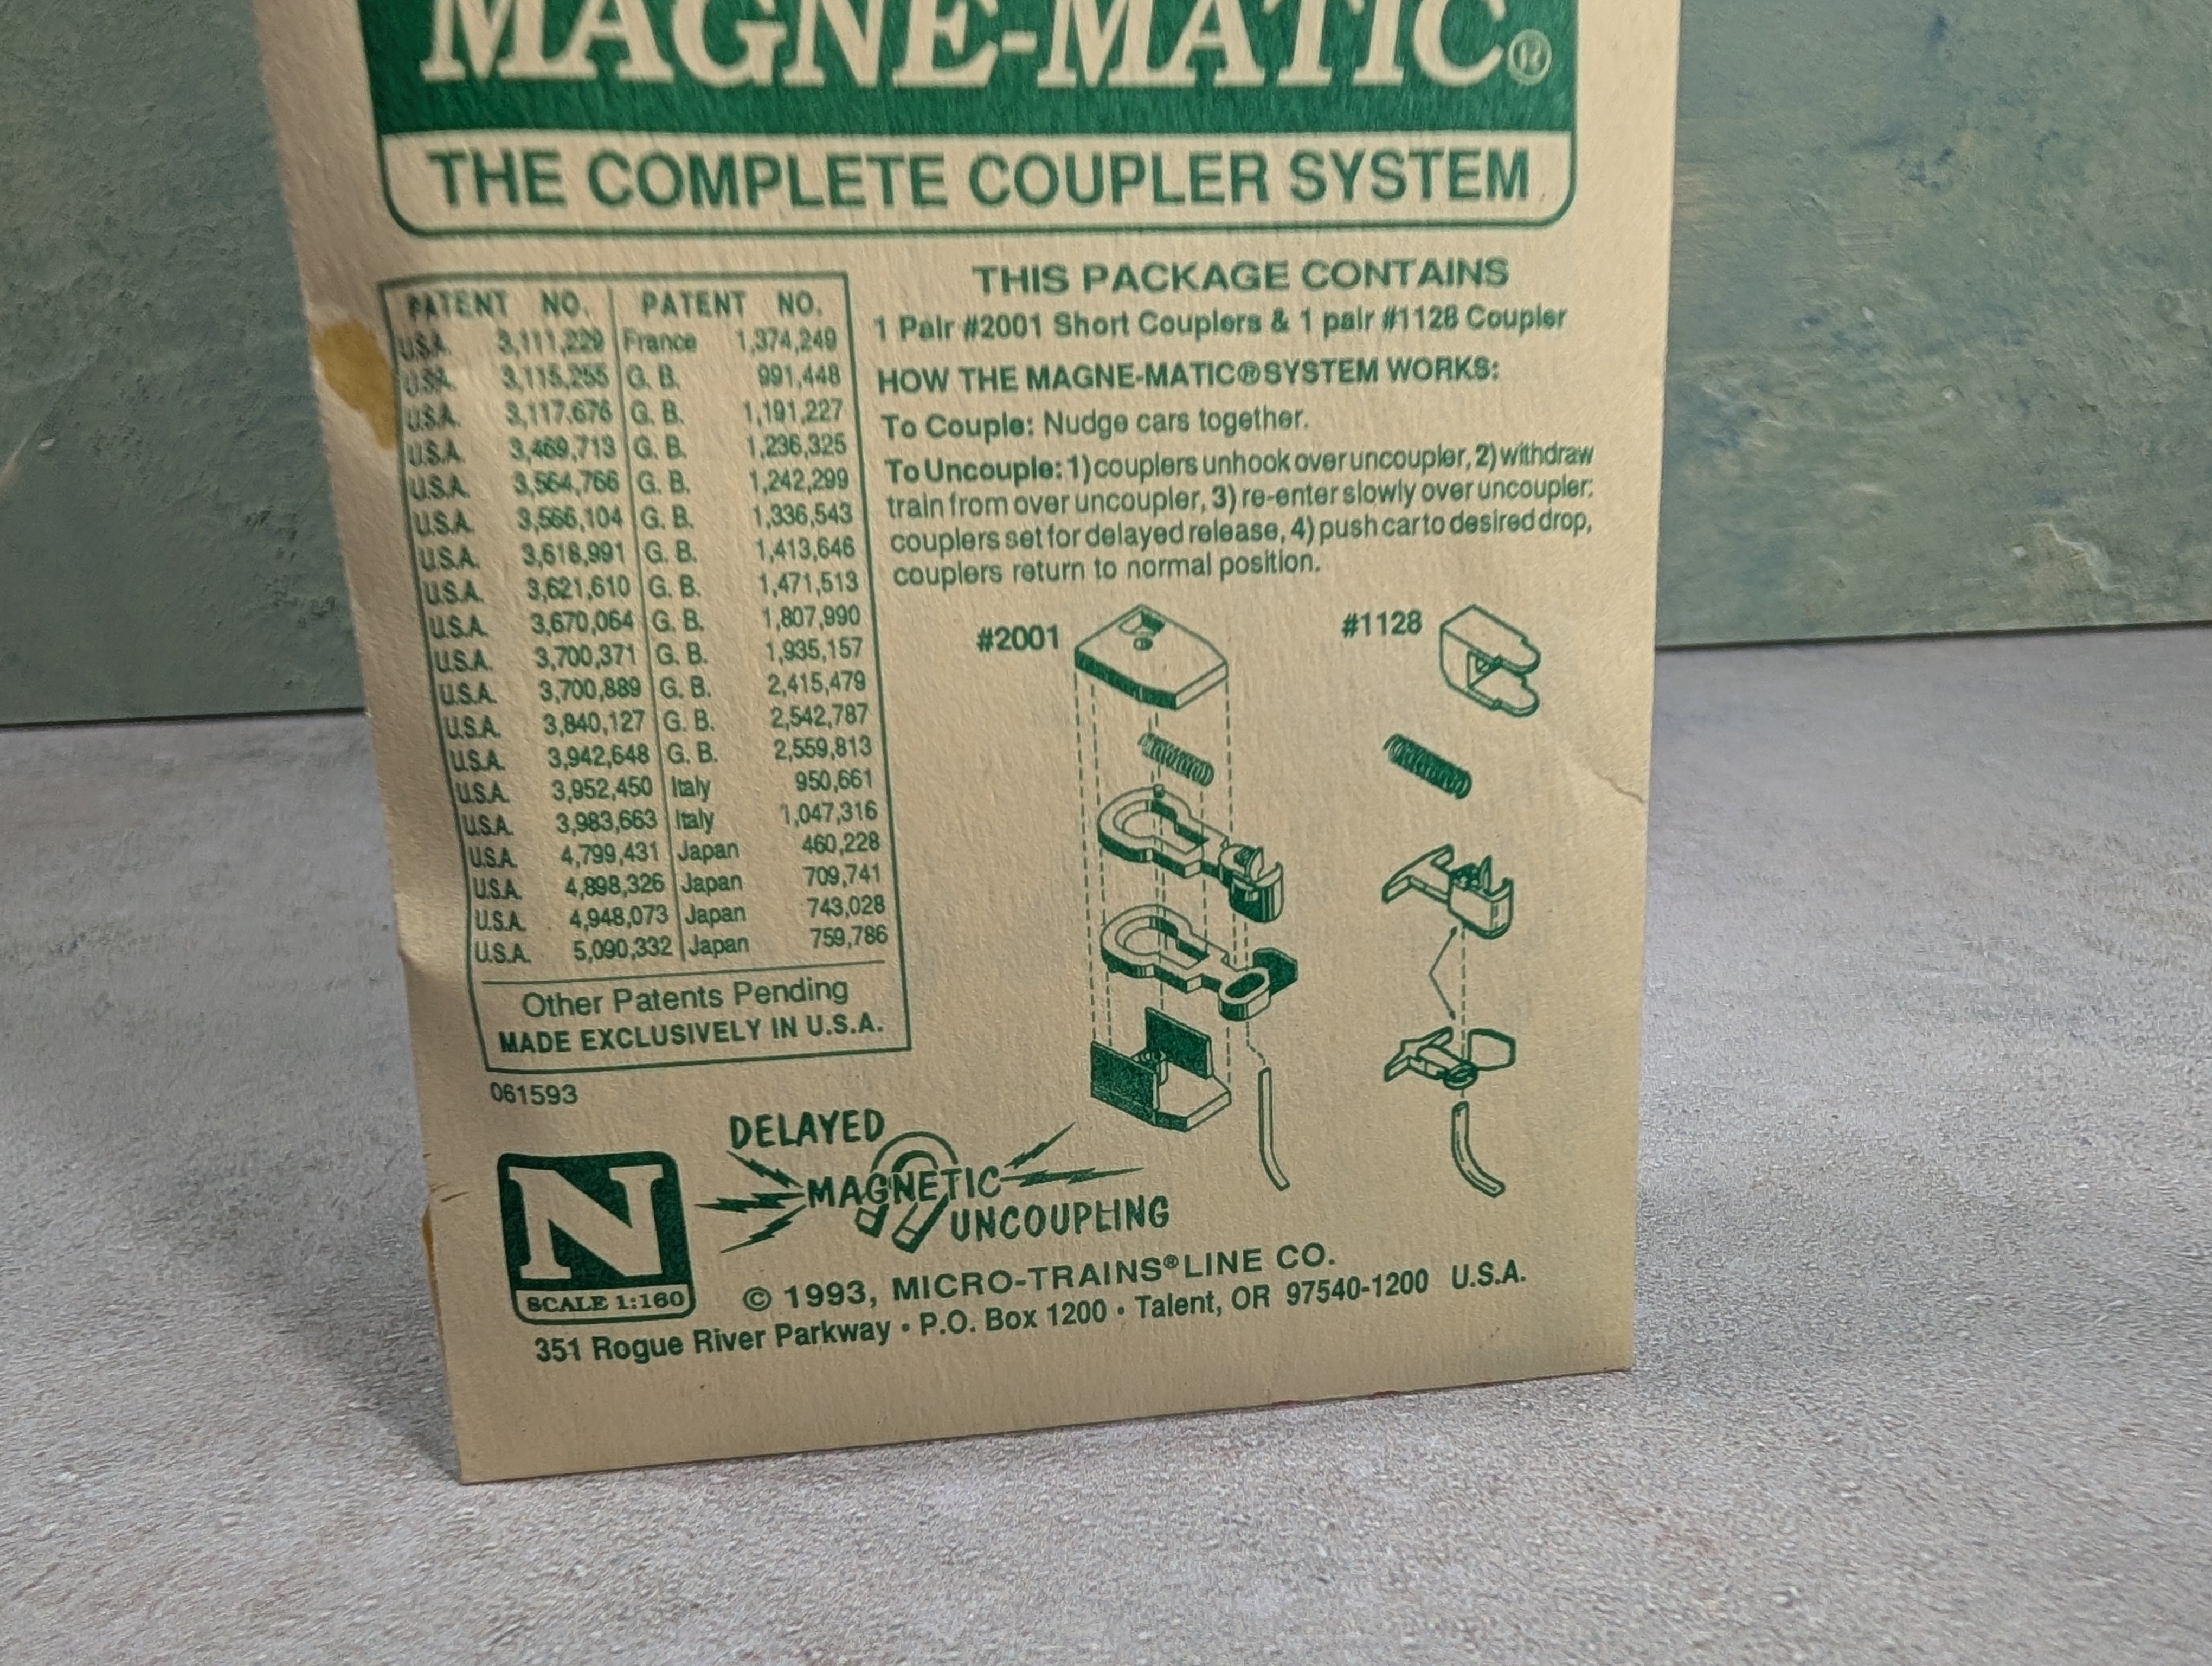 MAGNE-MATIC®
THE COMPLETE COUPLER SYSTEM
PATENT NO. PATENT NO.
U.S.A. 3,111,229 France 1,374,249
U.S.A. 3,115,255 G. B. 991,448
U.S.A. 3,117.676 G. B. 1,191,227
U.S.A. 3,469,713 G. B. 1,236,325
U.S.A. 3,564,766 G. B. 1,242,299
U.S.A. 3,566,104 G. B. 1,336,543
U.S.A. 3,618,991 G. B. 1,413,646
U.S.A. 3,621,610 G. B. 1,471,513
U.S.A. 3,670,064 G. B. 1,807,990
U.S.A. 3,700,371 G. B. 1,935,157
U.S.A. 3,700,889 G. B. 2,415,479
U.S.A. 3,840,127 G. B. 2,542,787
U.S.A. 3,942,648 G. B. 2,559,813
U.S.A. 3,952,450 Italy 950,661
U.S.A. 3,983,663 Italy 1,047,316
U.S.A. 4,799,431 Japan 460,228
U.S.A. 4,898,326 Japan 709,741
U.S.A. 4,948,073 Japan 743,028
U.S.A. 5,090,332 Japan 759,786
Other Patents Pending
MADE EXCLUSIVELY IN U.S.A.
061593
THIS PACKAGE CONTAINS
1 Pair #2001 Short Couplers & 1 pair #1128 Coupler
HOW THE MAGNE-MATIC® SYSTEM WORKS:
To Couple: Nudge cars together.
To Uncouple: 1) couplers unhook over uncoupler, 2) withdraw
train from over uncoupler, 3) re-enter slowly over uncoupler:
couplers set for delayed release, 4) push car to desired drop,
couplers return to normal position.
#2001 #1128
DELAYED
MAGNETIC
UNCOUPLING
N
SCALE 1:160
© 1993, MICRO-TRAINS® LINE CO.
351 Rogue River Parkway • P.O. Box 1200 • Talent, OR 97540-1200 U.S.A.